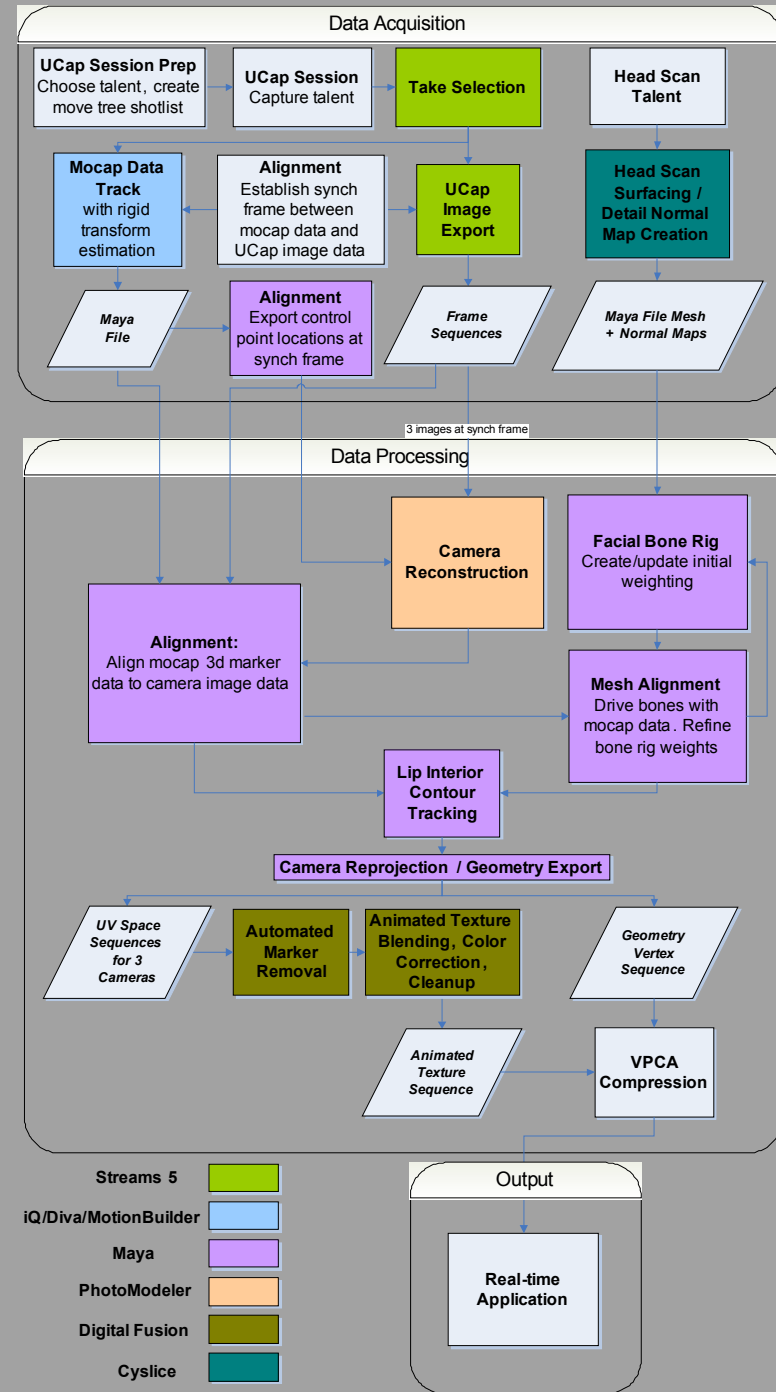 Data Acquisition
UCap Session Prep
Choose talent, create
move tree shotlist
UCap Session
Capture talent
Take Selection
Head Scan
Talent
Mocap Data
Track
with rigid
transform
estimation
Alignment
Establish synch
frame between
mocap data and
UCap image data
UCap
Image
Export
Head Scan
Surfacing /
Detail Normal
Map Creation
Maya
File
Alignment
Export control
point locations at
synch frame
Frame
Sequences
Maya File Mesh
+ Normal Maps
3 images at synch frame
Data Processing
Camera
Reconstruction
Facial Bone Rig
Create/update initial
weighting
Alignment:
Align mocap 3d marker
data to camera image data
Mesh Alignment
Drive bones with
mocap data. Refine
bone rig weights
Lip Interior
Contour
Tracking
Camera Reprojection / Geometry Export
UV Space
Sequences
for 3
Cameras
Automated
Marker
Removal
Animated Texture
Blending, Color
Correction,
Cleanup
Geometry
Vertex
Sequence
Animated
Texture
Sequence
VPCA
Compression
Streams 5
iQ/Diva/MotionBuilder
Maya
PhotoModeler
Digital Fusion
Cyslice
Output
Real-time
Application